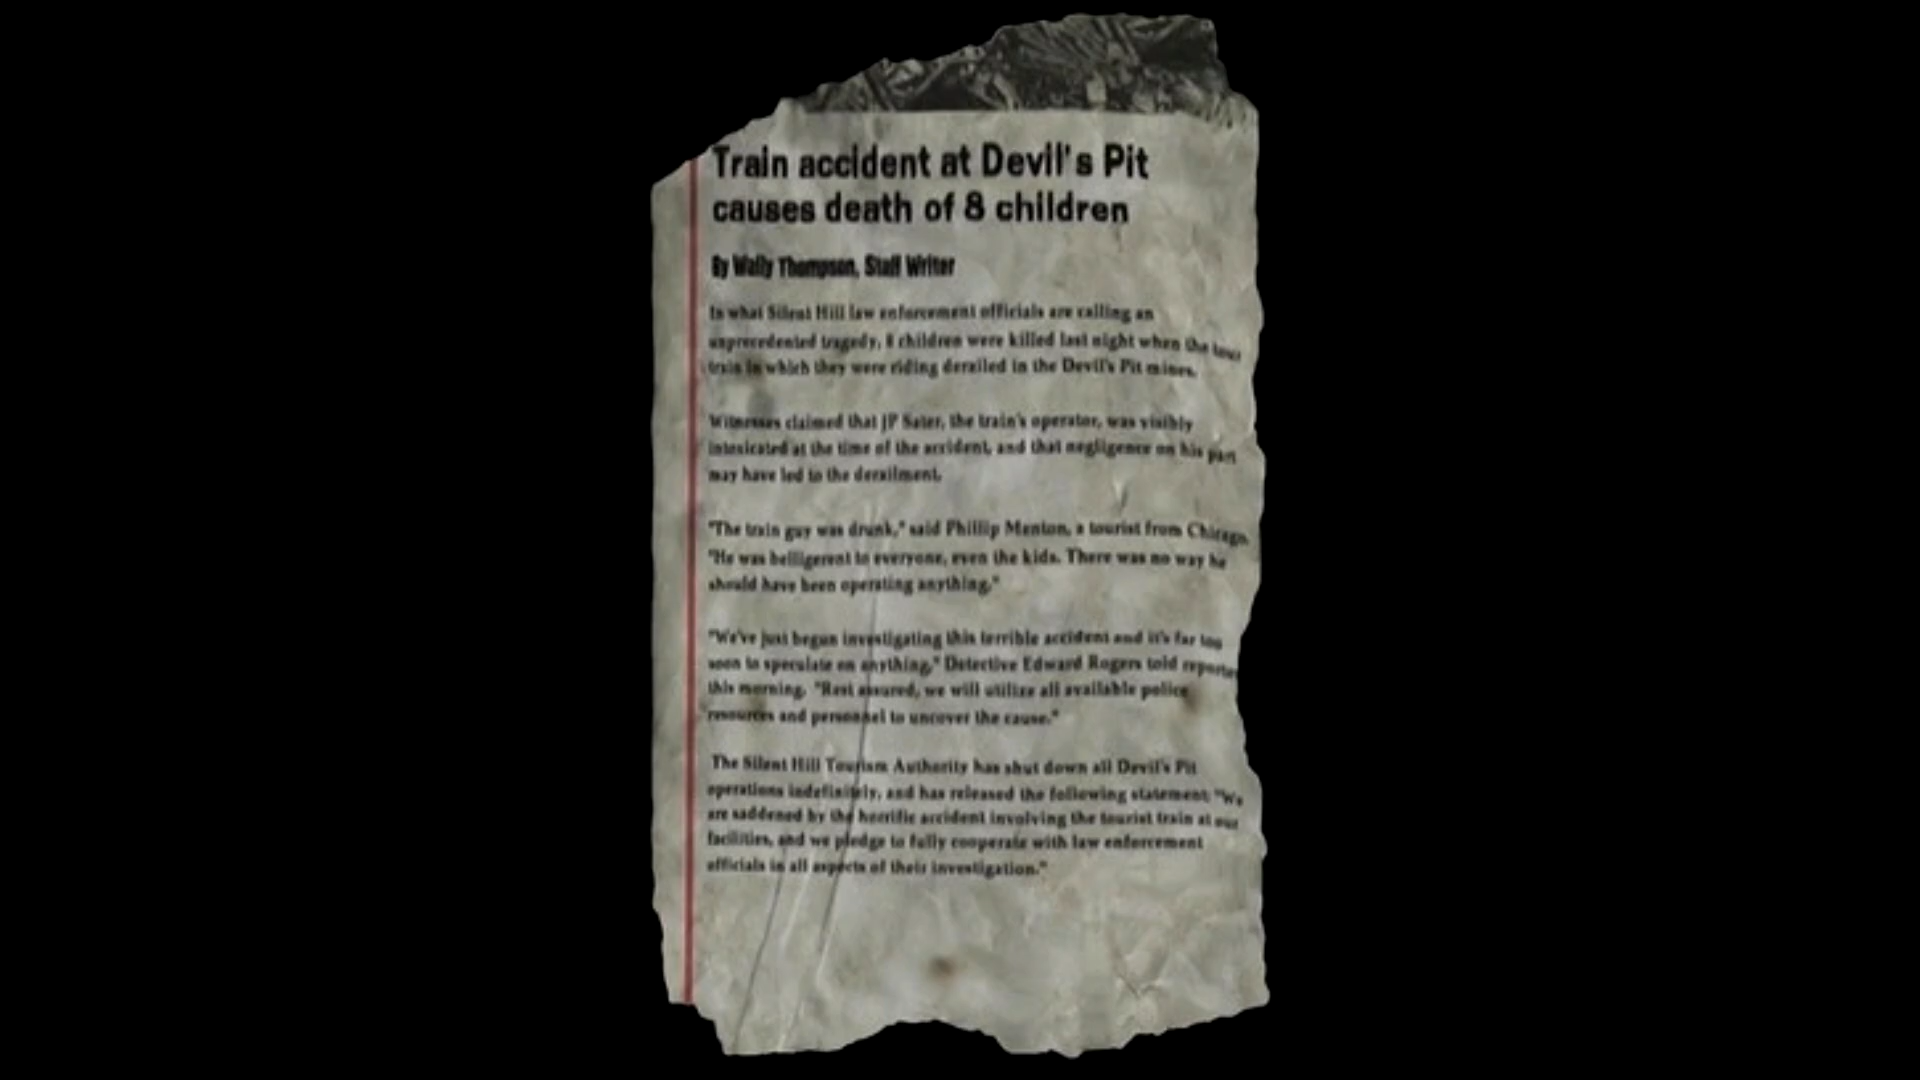 Train accident at Devil's Pit
causes death of 8 children
By Wally Thompson, Staff Writer
In what Silent Hill law enforcement officials are calling an
unprecedented tragedy, 8 children were killed last night when the tour
train in which they were riding derailed in the Devil's Pit mines.
Witnesses claimed that JP Sater, the train's operator, was visibly
intoxicated at the time of the accident, and that negligence on his part
may have led to the derailment.
"The train guy was drunk," said Phillip Menton, a tourist from Chicago.
"He was belligerent to everyone, even the kids. There was no way he
should have been operating anything."
"We've just begun investigating this terrible accident and it's far too
soon to speculate on anything," Detective Edward Rogers told reporter
this morning. "Rest assured, we will utilize all available police
resources and personnel to uncover the cause."
The Silent Hill Tourism Authority has shut down all Devil's Pit
operations indefinitely, and has released the following statement: "We
are saddened by the horrific accident involving the tourist train at our
facilities, and we pledge to fully cooperate with law enforcement
officials in all aspects of their investigation."